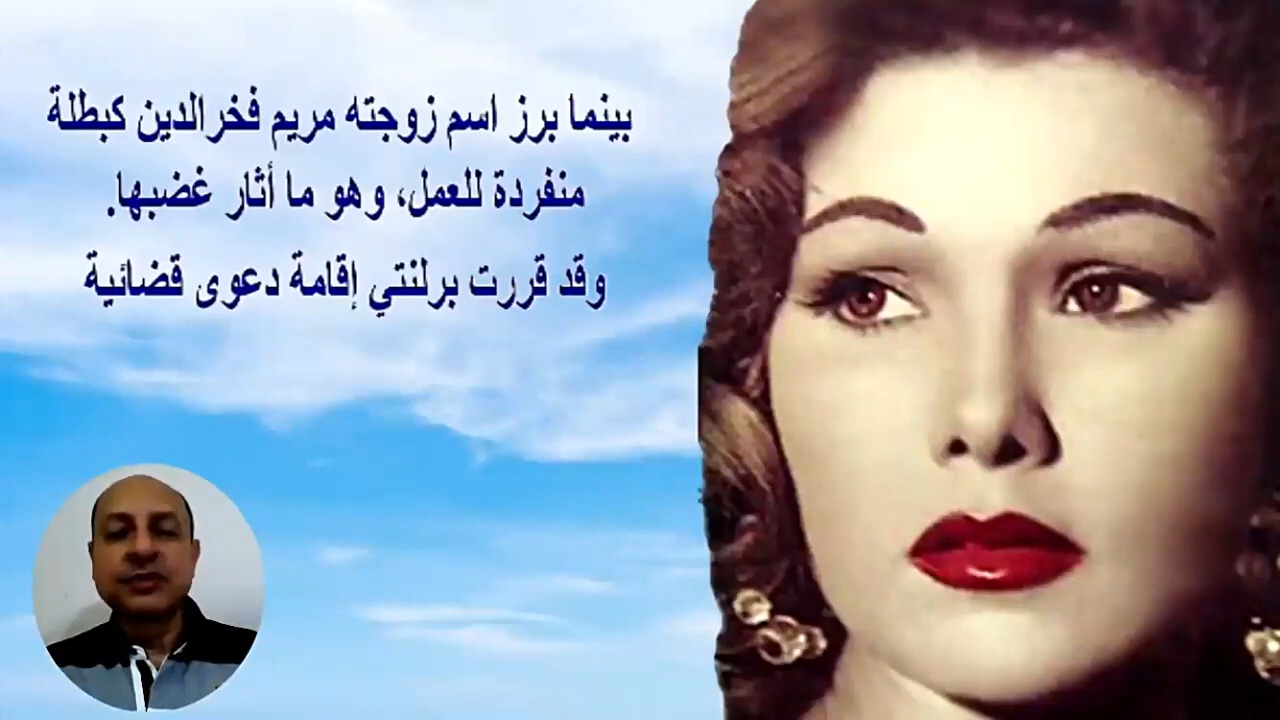 بينما برز اسم زوجته مريم فخرالدين كبطلة
منفردة للعمل، وهو ما أثار غضبها.
وقد قررت برلنتي إقامة دعوى قضائية